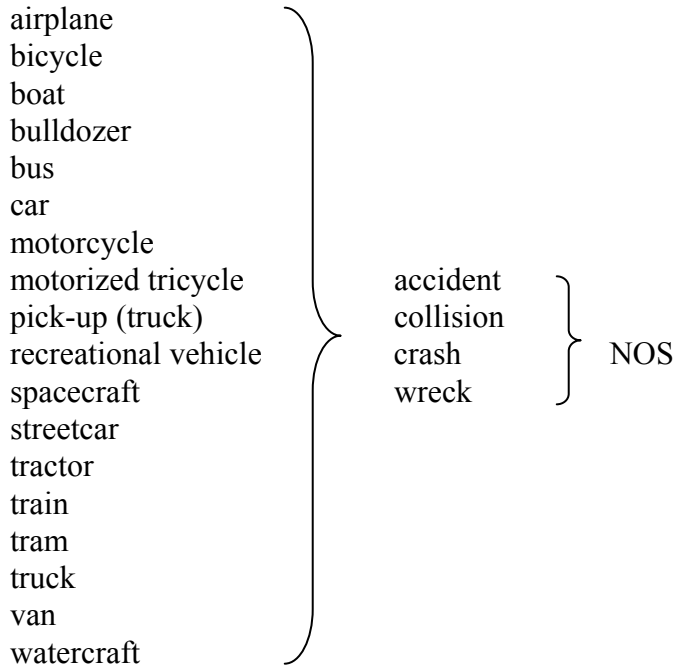 airplane
bicycle
boat
bulldozer
bus
car
motorcycle
motorized tricycle accident
pick-up (truck) collision
recreational vehicle crash NOS
spacecraft wreck
streetcar
tractor
train
tram
truck
van
watercraft